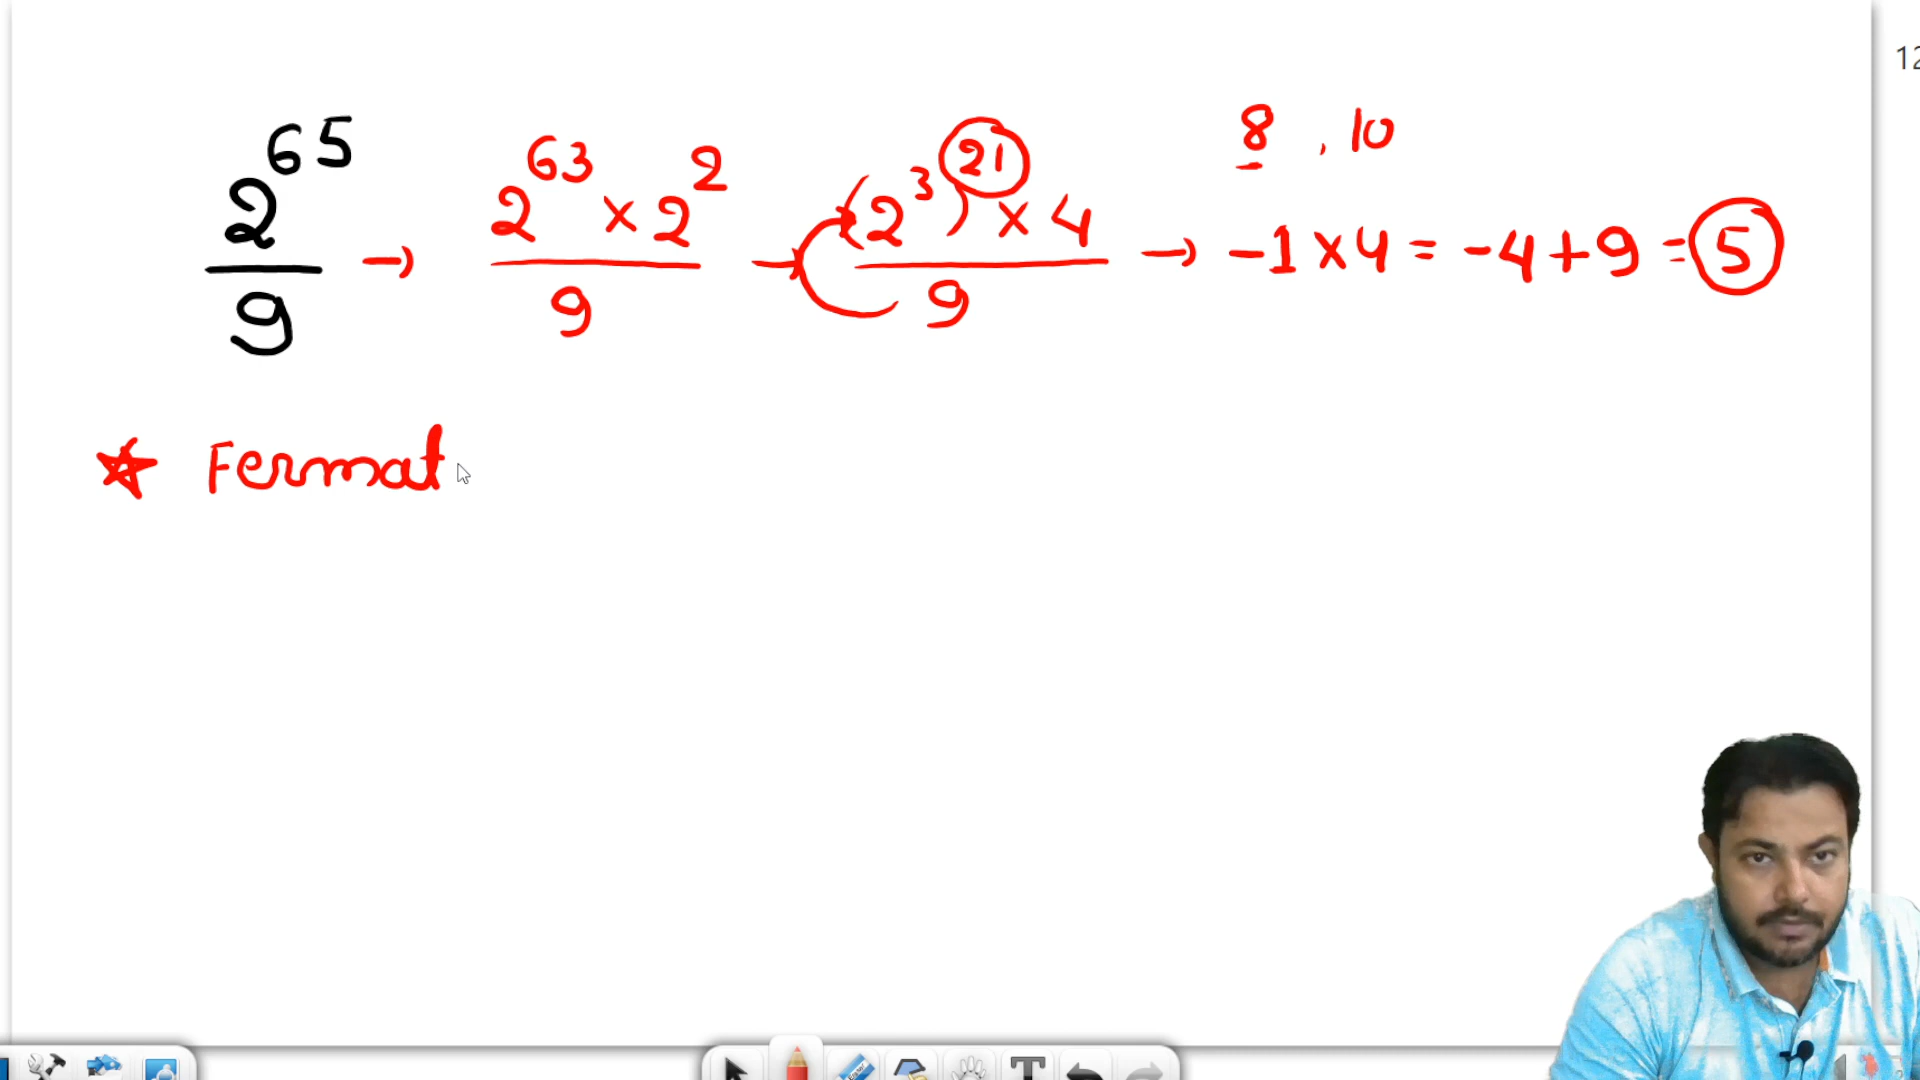 8 , 10
2^65 / 9 → 2^63 × 2^2 / 9 → (2^3)^21 × 4 / 9 → -1 × 4 = -4 + 9 = 5
☆ Fermat
12